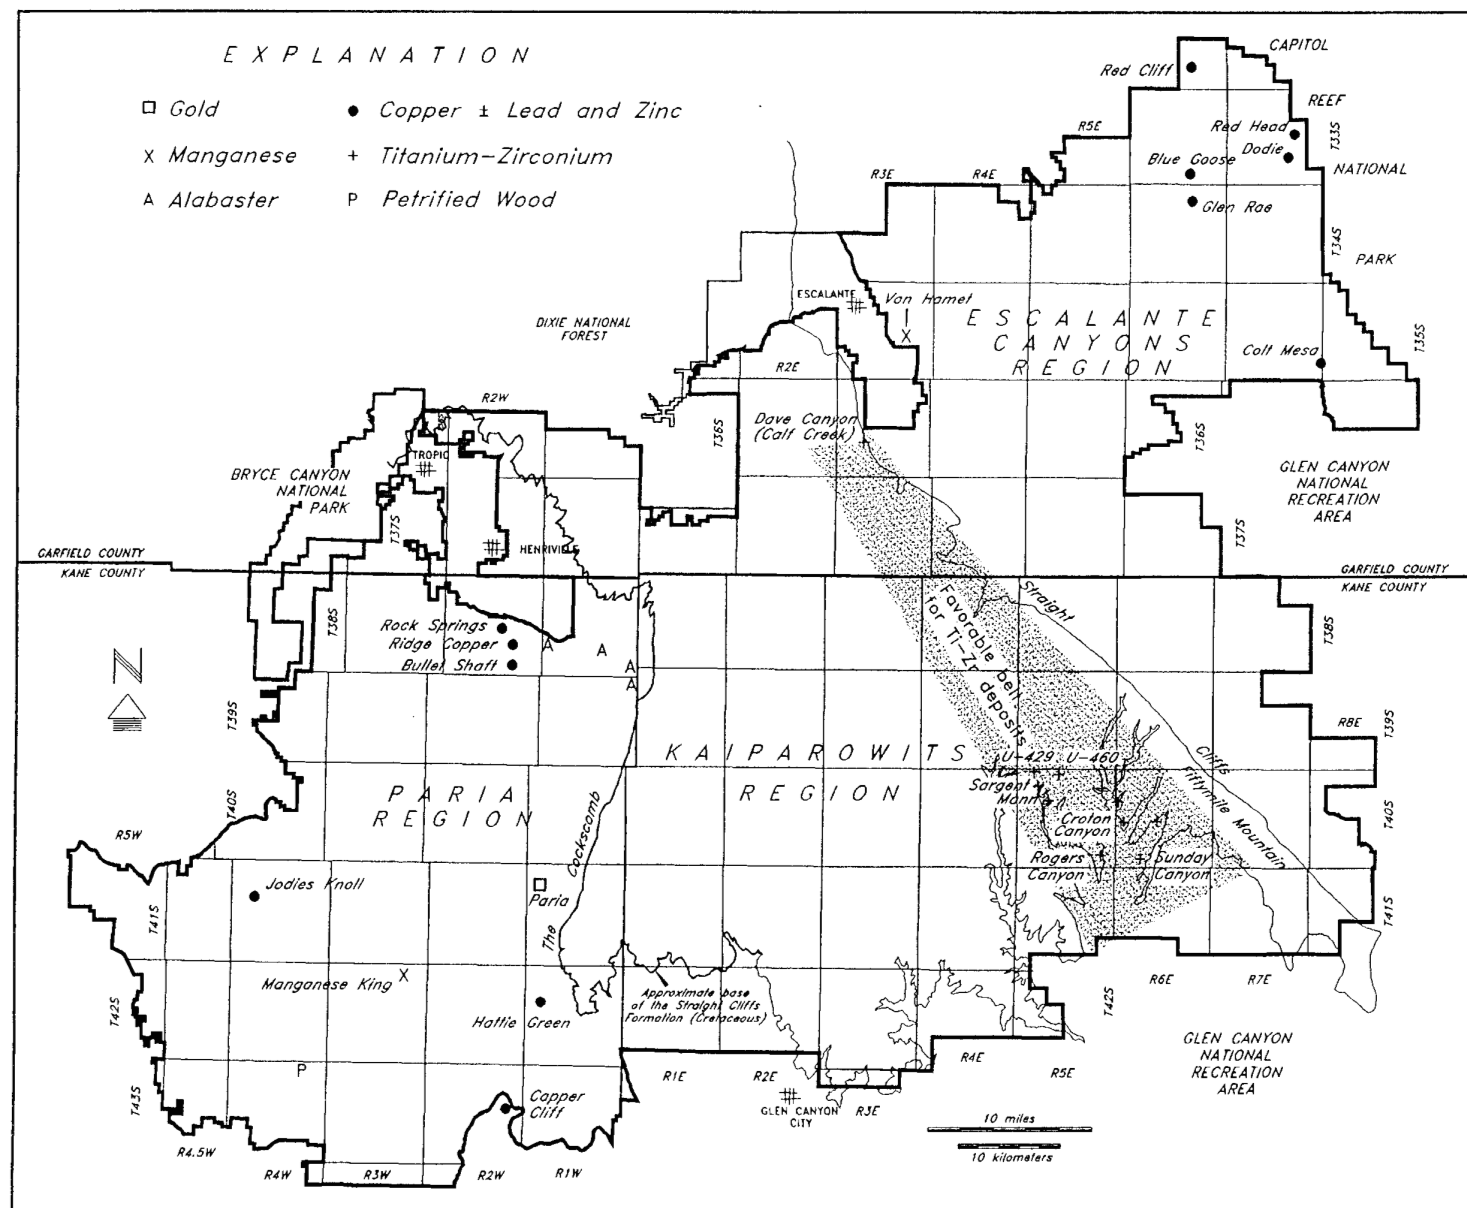 EXPLANATION
Gold
Copper ± Lead and Zinc
X Manganese
+ Titanium-Zirconium
A Alabaster
P Petrified Wood
CAPITOL
REEF
NATIONAL
PARK
Red Cliff
Red Head
Dodie
Blue Goose
Glen Rae
R5E
R3E
R4E
T33S
T34S
T35S
ESCALANTE
Van Hamet
X
ESCALANTE
CANYONS
REGION
Colt Mesa
DIXIE NATIONAL
FOREST
R2E
R2W
T36S
T36S
Dave Canyon
(Calf Creek)
TROPIC
BRYCE CANYON
NATIONAL
PARK
T37S
T37S
HENRIVILLE
GLEN CANYON
NATIONAL
RECREATION
AREA
GARFIELD COUNTY
KANE COUNTY
GARFIELD COUNTY
KANE COUNTY
Straight
Cliffs
Fiftymile Mountain
Favorable belt
for Ti-Zr deposits
T38S
T38S
Rock Springs
Ridge Copper
Bullet Shaft
A
A
A
A
N
T39S
T39S
R8E
KAIPAROWITS
REGION
U-429
U-460
Sargent
Mann
Croton
Canyon
Rogers
Canyon
Sunday
Canyon
PARIA
REGION
T40S
T40S
R5W
The Cockscomb
Jodies Knoll
Paria
T41S
T41S
Manganese King
X
Hattie Green
Approximate base
of the Straight Cliffs
Formation (Cretaceous)
T42S
T42S
R6E
R7E
GLEN CANYON
NATIONAL
RECREATION
AREA
P
T43S
Copper
Cliff
R1E
R2E
R3E
R4E
R5E
GLEN CANYON
CITY
10 miles
10 kilometers
R4.5W
R4W
R3W
R2W
R1W